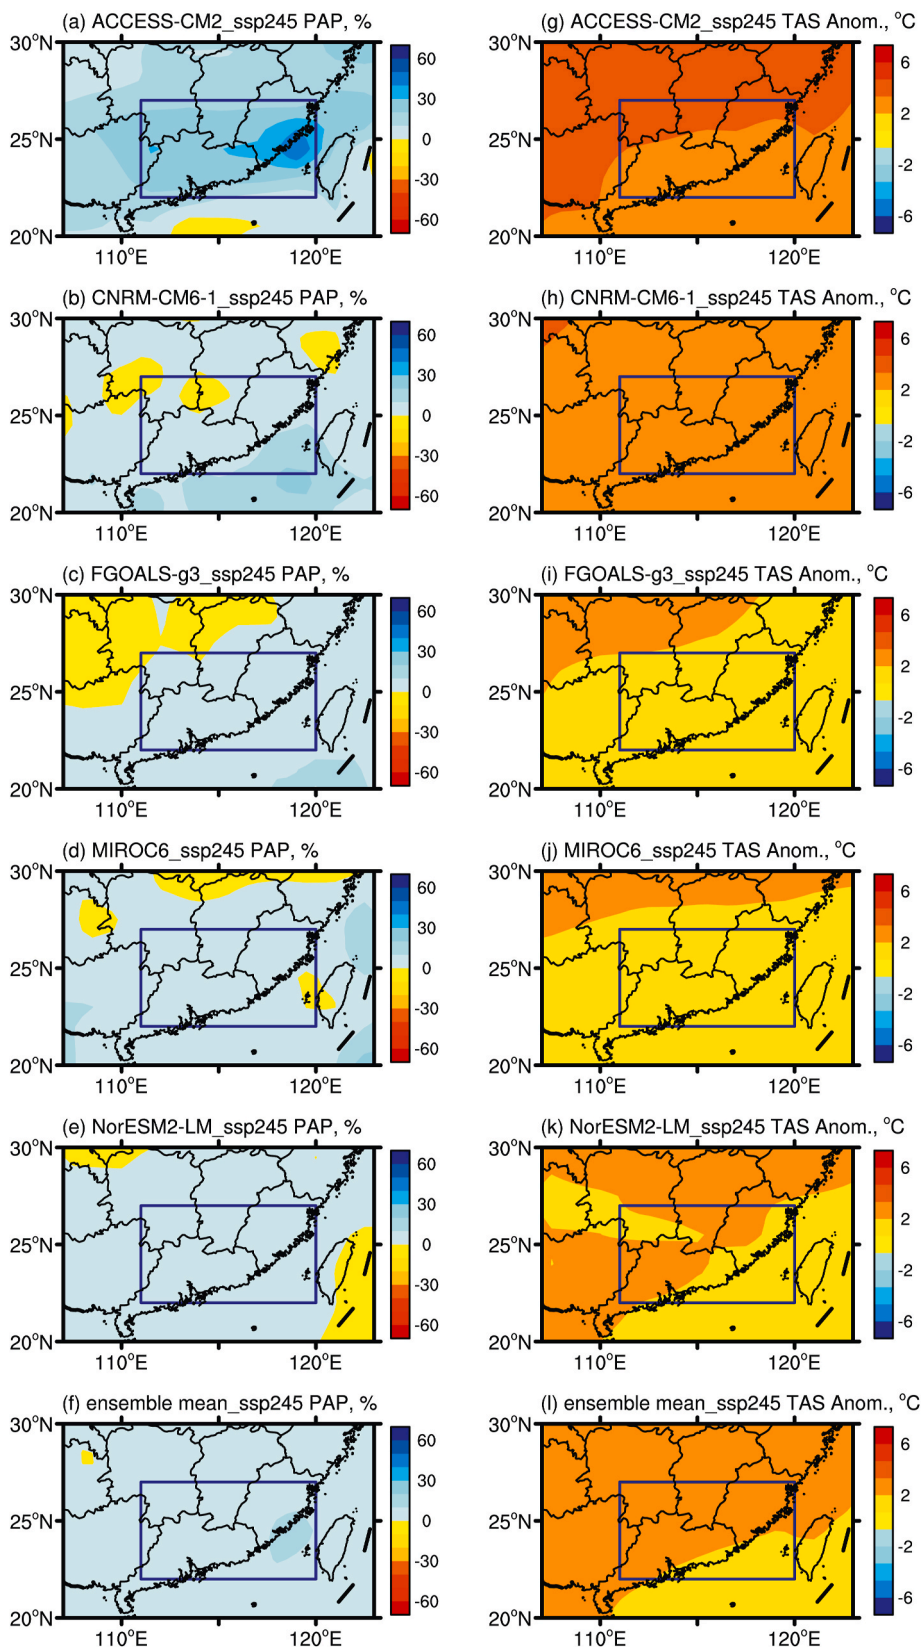 (a) ACCESS-CM2_ssp245 PAP, %
30°N
25°N
20°N
110°E 120°E
60
30
0
-30
-60
(g) ACCESS-CM2_ssp245 TAS Anom., °C
30°N
25°N
20°N
110°E 120°E
6
2
-2
-6
(b) CNRM-CM6-1_ssp245 PAP, %
30°N
25°N
20°N
110°E 120°E
60
30
0
-30
-60
(h) CNRM-CM6-1_ssp245 TAS Anom., °C
30°N
25°N
20°N
110°E 120°E
6
2
-2
-6
(c) FGOALS-g3_ssp245 PAP, %
30°N
25°N
20°N
110°E 120°E
60
30
0
-30
-60
(i) FGOALS-g3_ssp245 TAS Anom., °C
30°N
25°N
20°N
110°E 120°E
6
2
-2
-6
(d) MIROC6_ssp245 PAP, %
30°N
25°N
20°N
110°E 120°E
60
30
0
-30
-60
(j) MIROC6_ssp245 TAS Anom., °C
30°N
25°N
20°N
110°E 120°E
6
2
-2
-6
(e) NorESM2-LM_ssp245 PAP, %
30°N
25°N
20°N
110°E 120°E
60
30
0
-30
-60
(k) NorESM2-LM_ssp245 TAS Anom., °C
30°N
25°N
20°N
110°E 120°E
6
2
-2
-6
(f) ensemble mean_ssp245 PAP, %
30°N
25°N
20°N
110°E 120°E
60
30
0
-30
-60
(l) ensemble mean_ssp245 TAS Anom., °C
30°N
25°N
20°N
110°E 120°E
6
2
-2
-6